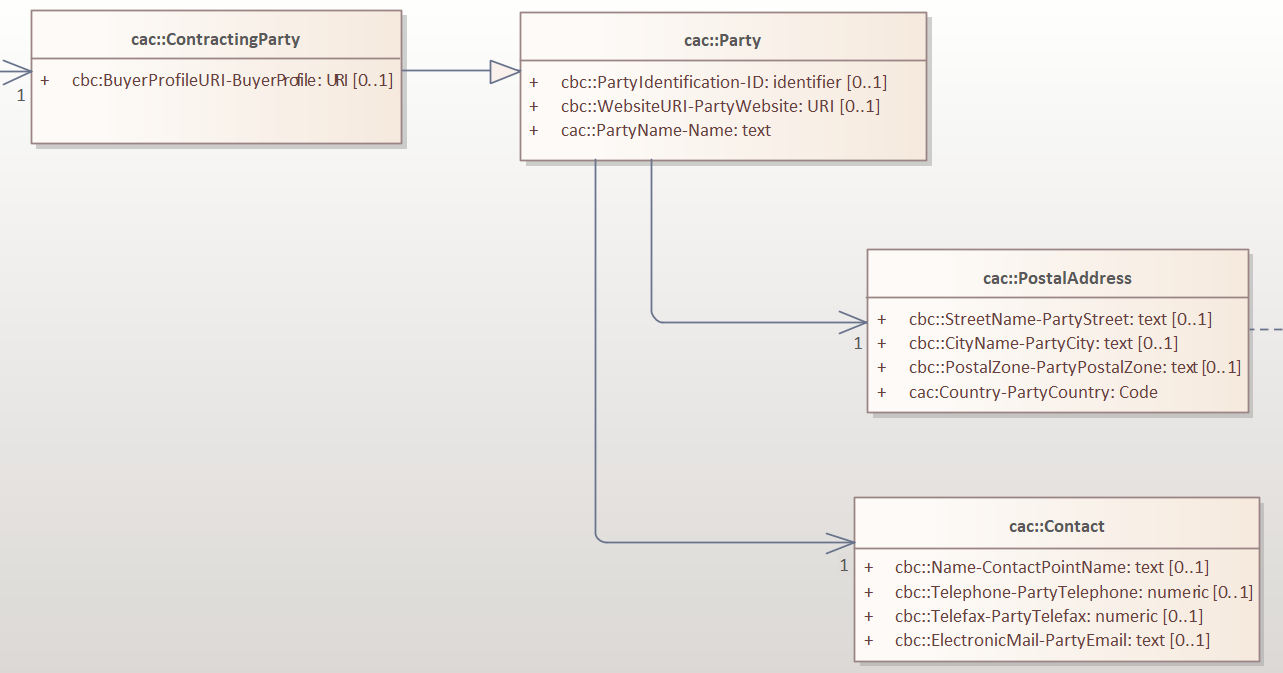 cac::ContractingParty
+ cbc:BuyerProfileURI-BuyerProfile: URI [0..1]
1
cac::Party
+ cbc::PartyIdentification-ID: identifier [0..1]
+ cbc::WebsiteURI-PartyWebsite: URI [0..1]
+ cac::PartyName-Name: text
cac::PostalAddress
+ cbc::StreetName-PartyStreet: text [0..1]
1
+ cbc::CityName-PartyCity: text [0..1]
+ cbc::PostalZone-PartyPostalZone: text [0..1]
+ cac:Country-PartyCountry: Code
cac::Contact
1
+ cbc::Name-ContactPointName: text [0..1]
+ cbc::Telephone-PartyTelephone: numeric [0..1]
+ cbc::Telefax-PartyTelefax: numeric [0..1]
+ cbc::ElectronicMail-PartyEmail: text [0..1]